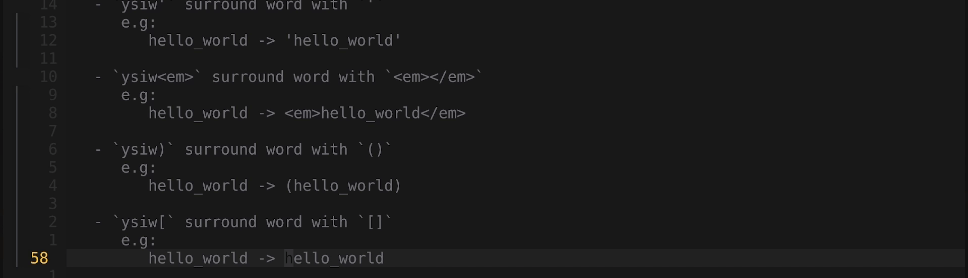 14 - `ysiw'` surround word with `'`
13 e.g:
12 hello_world -> 'hello_world'
11
10 - `ysiw<em>` surround word with `<em></em>`
9 e.g:
8 hello_world -> <em>hello_world</em>
7
6 - `ysiw)` surround word with `()`
5 e.g:
4 hello_world -> (hello_world)
3
2 - `ysiw[` surround word with `[]`
1 e.g:
58 hello_world -> hello_world
1